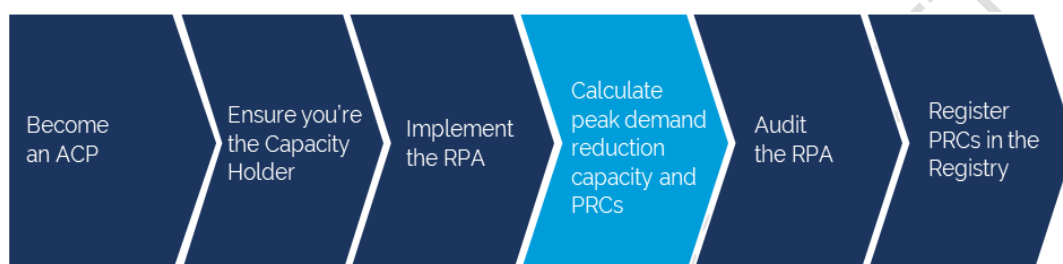 Become
an ACP
Ensure you're
the Capacity
Holder
Implement
the RPA
Calculate
peak demand
reduction
capacity and
PRCs
Audit
the RPA
Register
PRCs in the
Registry